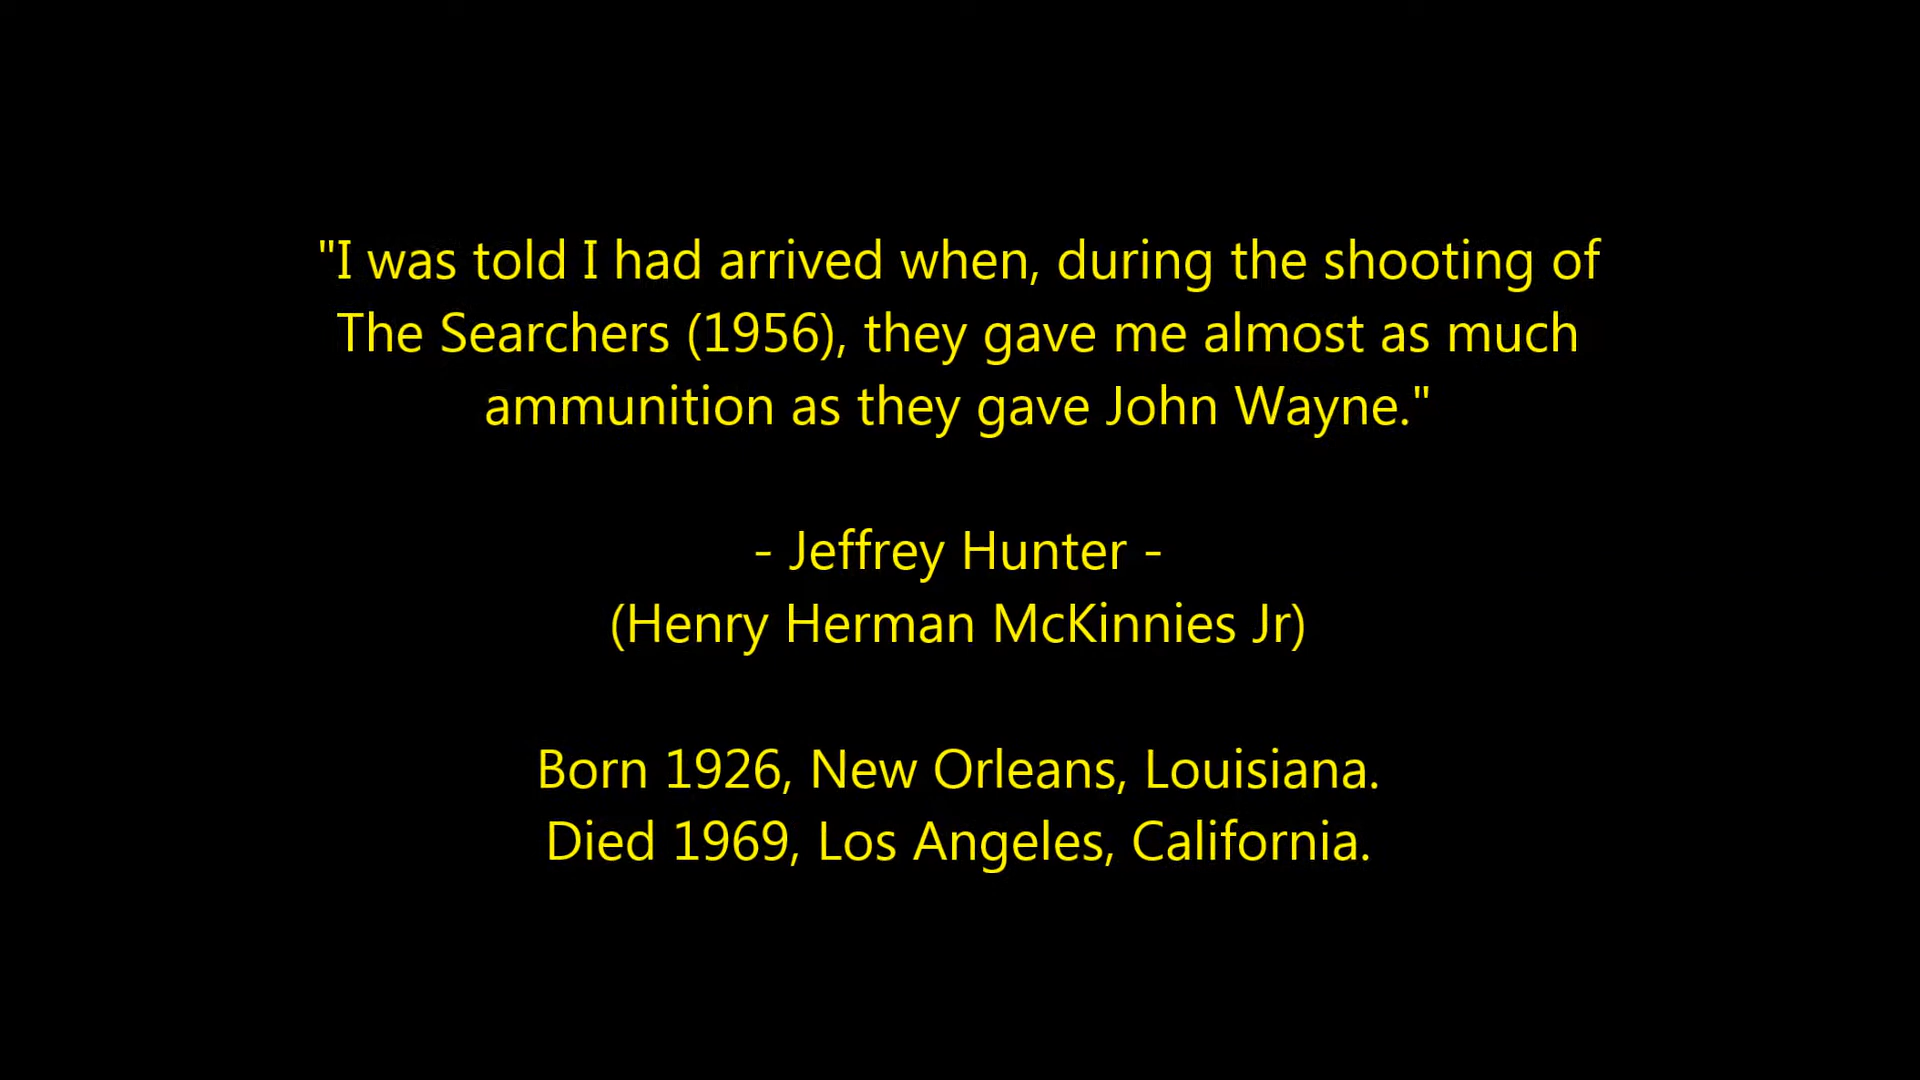 "I was told I had arrived when, during the shooting of
The Searchers (1956), they gave me almost as much
ammunition as they gave John Wayne."
- Jeffrey Hunter -
(Henry Herman McKinnies Jr)
Born 1926, New Orleans, Louisiana.
Died 1969, Los Angeles, California.